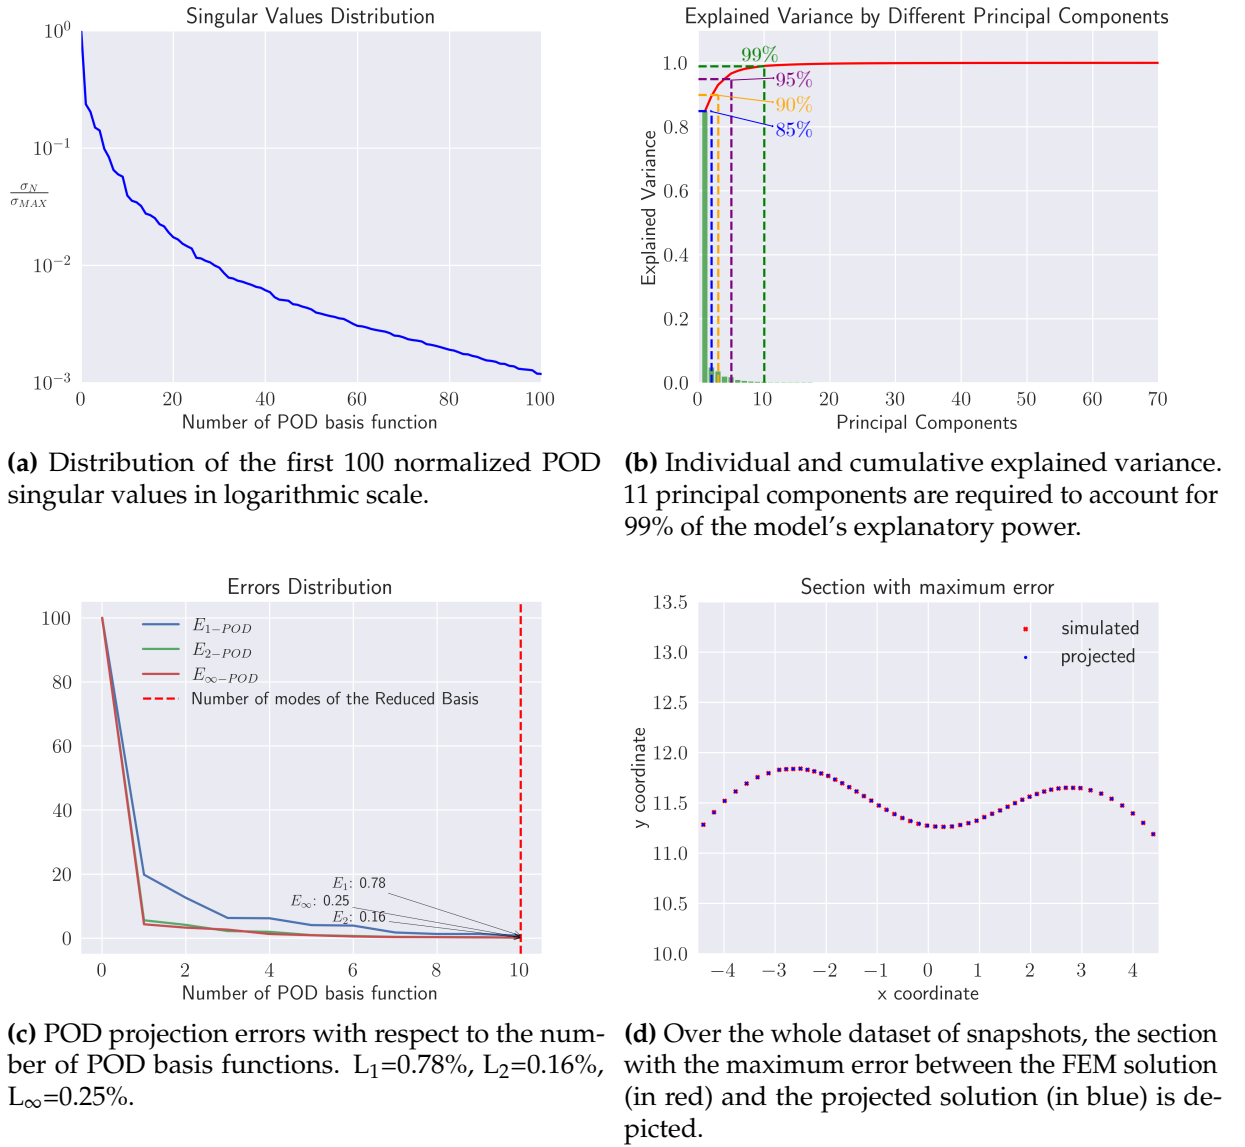 Singular Values Distribution
10^0
10^−1
σ_N/σ_MAX
10^−2
10^−3
0 20 40 60 80 100
Number of POD basis function
Explained Variance by Different Principal Components
99%
1.0
95%
90%
85%
0.8
0.6
Explained Variance
0.4
0.2
0.0
0 10 20 30 40 50 60 70
Principal Components
(a) Distribution of the first 100 normalized POD
singular values in logarithmic scale.
(b) Individual and cumulative explained variance.
11 principal components are required to account for
99% of the model's explanatory power.
Errors Distribution
100
80
60
40
20
0
E_1−POD
E_2−POD
E_∞−POD
Number of modes of the Reduced Basis
E_1: 0.78
E_∞: 0.25
E_2: 0.16
0 2 4 6 8 10
Number of POD basis function
Section with maximum error
13.5
13.0
12.5
12.0
11.5
11.0
10.5
10.0
y coordinate
simulated
projected
−4 −3 −2 −1 0 1 2 3 4
x coordinate
(c) POD projection errors with respect to the num-
ber of POD basis functions. L_1=0.78%, L_2=0.16%,
L_∞=0.25%.
(d) Over the whole dataset of snapshots, the section
with the maximum error between the FEM solution
(in red) and the projected solution (in blue) is de-
picted.